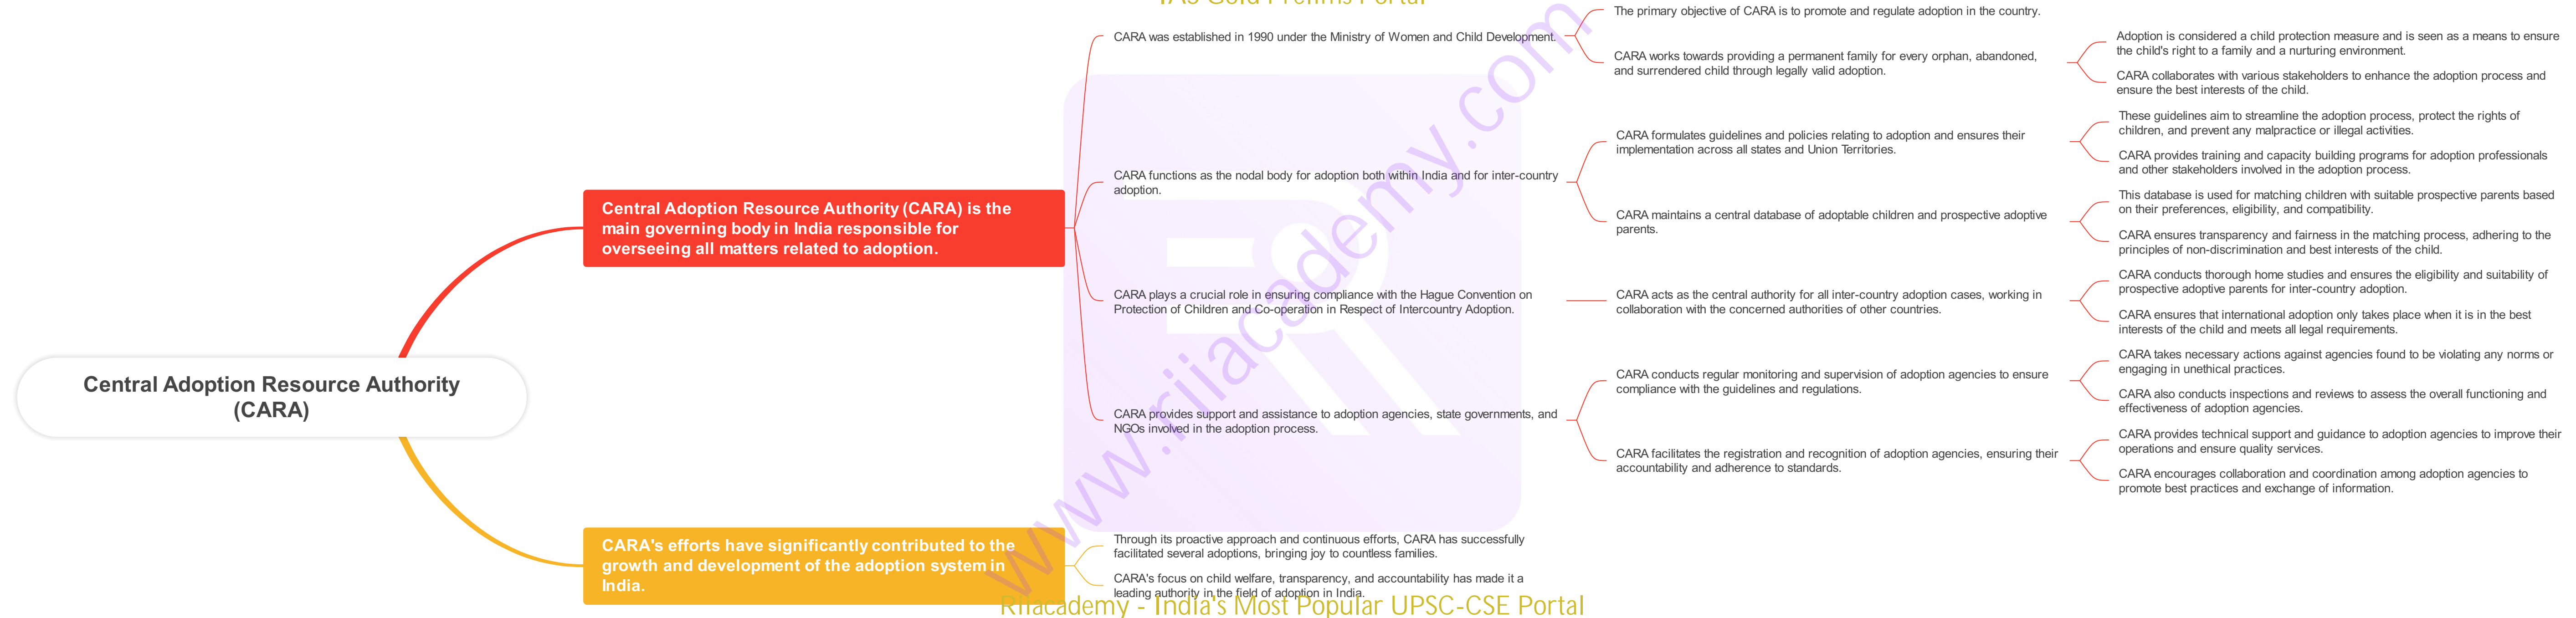 IAS Gold Prelims Portal
Central Adoption Resource Authority
(CARA)
Central Adoption Resource Authority (CARA) is the
main governing body in India responsible for
overseeing all matters related to adoption.
CARA was established in 1990 under the Ministry of Women and Child Development.
The primary objective of CARA is to promote and regulate adoption in the country.
CARA works towards providing a permanent family for every orphan, abandoned,
and surrendered child through legally valid adoption.
Adoption is considered a child protection measure and is seen as a means to ensure
the child's right to a family and a nurturing environment.
CARA collaborates with various stakeholders to enhance the adoption process and
ensure the best interests of the child.
CARA functions as the nodal body for adoption both within India and for inter-country
adoption.
CARA formulates guidelines and policies relating to adoption and ensures their
implementation across all states and Union Territories.
These guidelines aim to streamline the adoption process, protect the rights of
children, and prevent any malpractice or illegal activities.
CARA provides training and capacity building programs for adoption professionals
and other stakeholders involved in the adoption process.
CARA maintains a central database of adoptable children and prospective adoptive
parents.
This database is used for matching children with suitable prospective parents based
on their preferences, eligibility, and compatibility.
CARA ensures transparency and fairness in the matching process, adhering to the
principles of non-discrimination and best interests of the child.
CARA plays a crucial role in ensuring compliance with the Hague Convention on
Protection of Children and Co-operation in Respect of Intercountry Adoption.
CARA acts as the central authority for all inter-country adoption cases, working in
collaboration with the concerned authorities of other countries.
CARA conducts thorough home studies and ensures the eligibility and suitability of
prospective adoptive parents for inter-country adoption.
CARA ensures that international adoption only takes place when it is in the best
interests of the child and meets all legal requirements.
CARA provides support and assistance to adoption agencies, state governments, and
NGOs involved in the adoption process.
CARA conducts regular monitoring and supervision of adoption agencies to ensure
compliance with the guidelines and regulations.
CARA takes necessary actions against agencies found to be violating any norms or
engaging in unethical practices.
CARA also conducts inspections and reviews to assess the overall functioning and
effectiveness of adoption agencies.
CARA facilitates the registration and recognition of adoption agencies, ensuring their
accountability and adherence to standards.
CARA provides technical support and guidance to adoption agencies to improve their
operations and ensure quality services.
CARA encourages collaboration and coordination among adoption agencies to
promote best practices and exchange of information.
CARA's efforts have significantly contributed to the
growth and development of the adoption system in
India.
Through its proactive approach and continuous efforts, CARA has successfully
facilitated several adoptions, bringing joy to countless families.
CARA's focus on child welfare, transparency, and accountability has made it a
leading authority in the field of adoption in India.
www.riiacademy.com
Riiacademy - India's Most Popular UPSC-CSE Portal